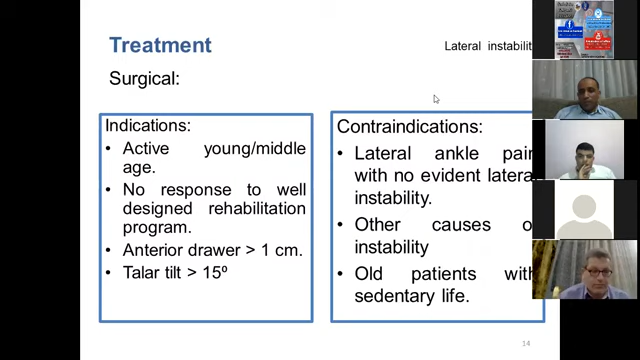 Treatment
Lateral instabilit
Surgical:
Indications:
• Active young/middle
age.
• No response to well
designed rehabilitation
program.
• Anterior drawer > 1 cm.
• Talar tilt > 15º
Contraindications:
• Lateral ankle pain
with no evident lateral
instability.
• Other causes o
instability
• Old patients with
sedentary life.
14